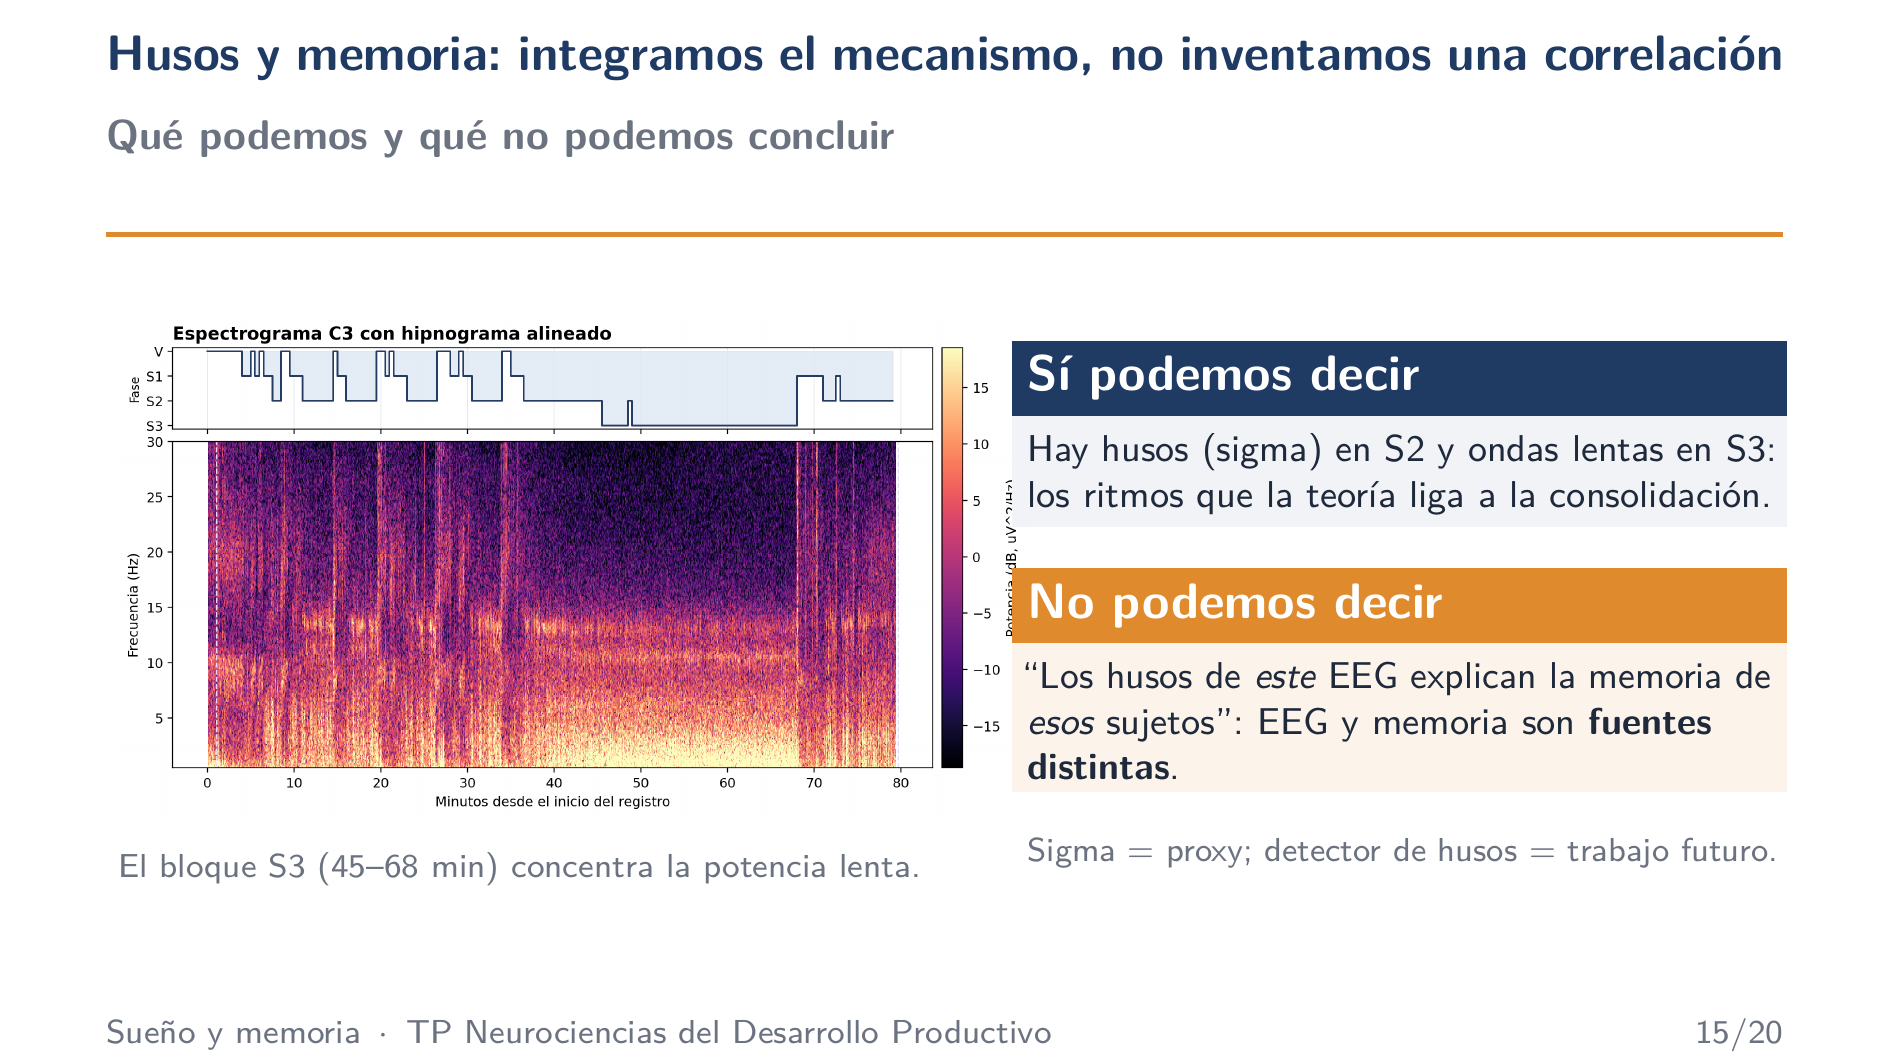 Husos y memoria: integramos el mecanismo, no inventamos una correlación
Qué podemos y qué no podemos concluir
Espectrograma C3 con hipnograma alineado
Fase
V
S1
S2
S3
Frecuencia (Hz)
30
25
20
15
10
5
0 10 20 30 40 50 60 70 80
Minutos desde el inicio del registro
15
10
5
0
−5
−10
−15
Potencia (dB, uV^2/Hz)
El bloque S3 (45–68 min) concentra la potencia lenta.
Sí podemos decir
Hay husos (sigma) en S2 y ondas lentas en S3:
los ritmos que la teoría liga a la consolidación.
No podemos decir
“Los husos de este EEG explican la memoria de
esos sujetos”: EEG y memoria son fuentes
distintas.
Sigma = proxy; detector de husos = trabajo futuro.
Sueño y memoria · TP Neurociencias del Desarrollo Productivo
15/20